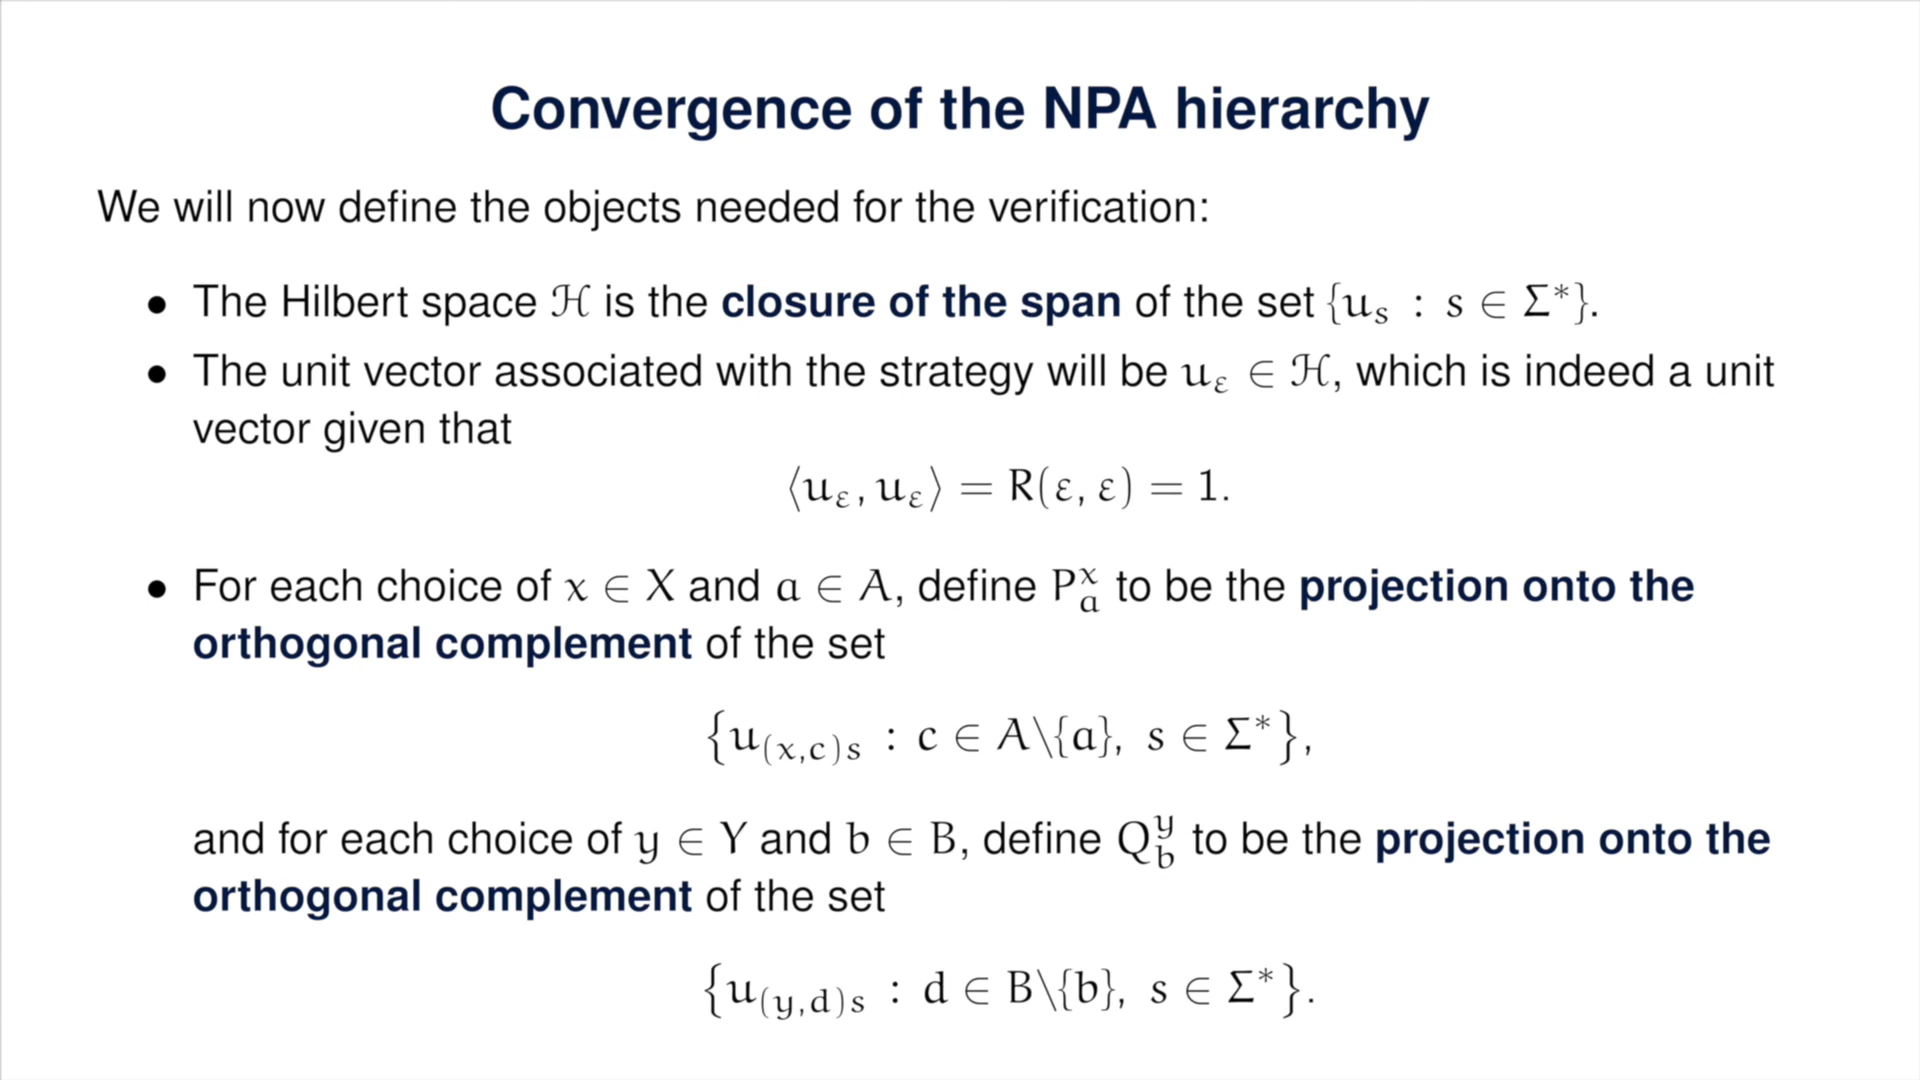 Convergence of the NPA hierarchy
We will now define the objects needed for the verification:
• The Hilbert space ℋ is the closure of the span of the set {u_s : s ∈ Σ*}.
• The unit vector associated with the strategy will be u_ε ∈ ℋ, which is indeed a unit
vector given that
⟨u_ε, u_ε⟩ = R(ε, ε) = 1.
• For each choice of x ∈ X and a ∈ A, define P_a^x to be the projection onto the
orthogonal complement of the set
{u_(x,c)s : c ∈ A\{a}, s ∈ Σ*},
and for each choice of y ∈ Y and b ∈ B, define Q_b^y to be the projection onto the
orthogonal complement of the set
{u_(y,d)s : d ∈ B\{b}, s ∈ Σ*}.